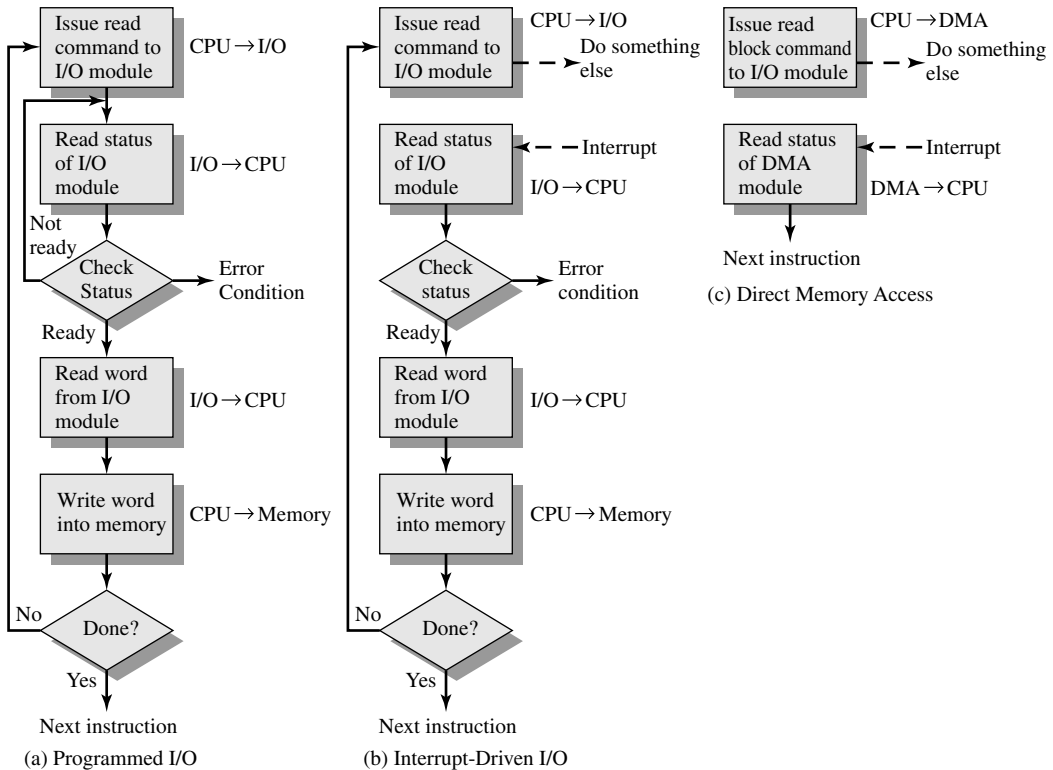 Issue read
command to
I/O module
CPU → I/O
Read status
of I/O
module
I/O → CPU
Not
ready
Check
Status
Error
Condition
Ready
Read word
from I/O
module
I/O → CPU
Write word
into memory
CPU → Memory
No
Done?
Yes
Next instruction
(a) Programmed I/O
Issue read
command to
I/O module
CPU → I/O
Do something
else
Read status
of I/O
module
Interrupt
I/O → CPU
Check
status
Error
condition
Ready
Read word
from I/O
module
I/O → CPU
Write word
into memory
CPU → Memory
No
Done?
Yes
Next instruction
(b) Interrupt-Driven I/O
Issue read
block command
to I/O module
CPU → DMA
Do something
else
Read status
of DMA
module
Interrupt
DMA → CPU
Next instruction
(c) Direct Memory Access